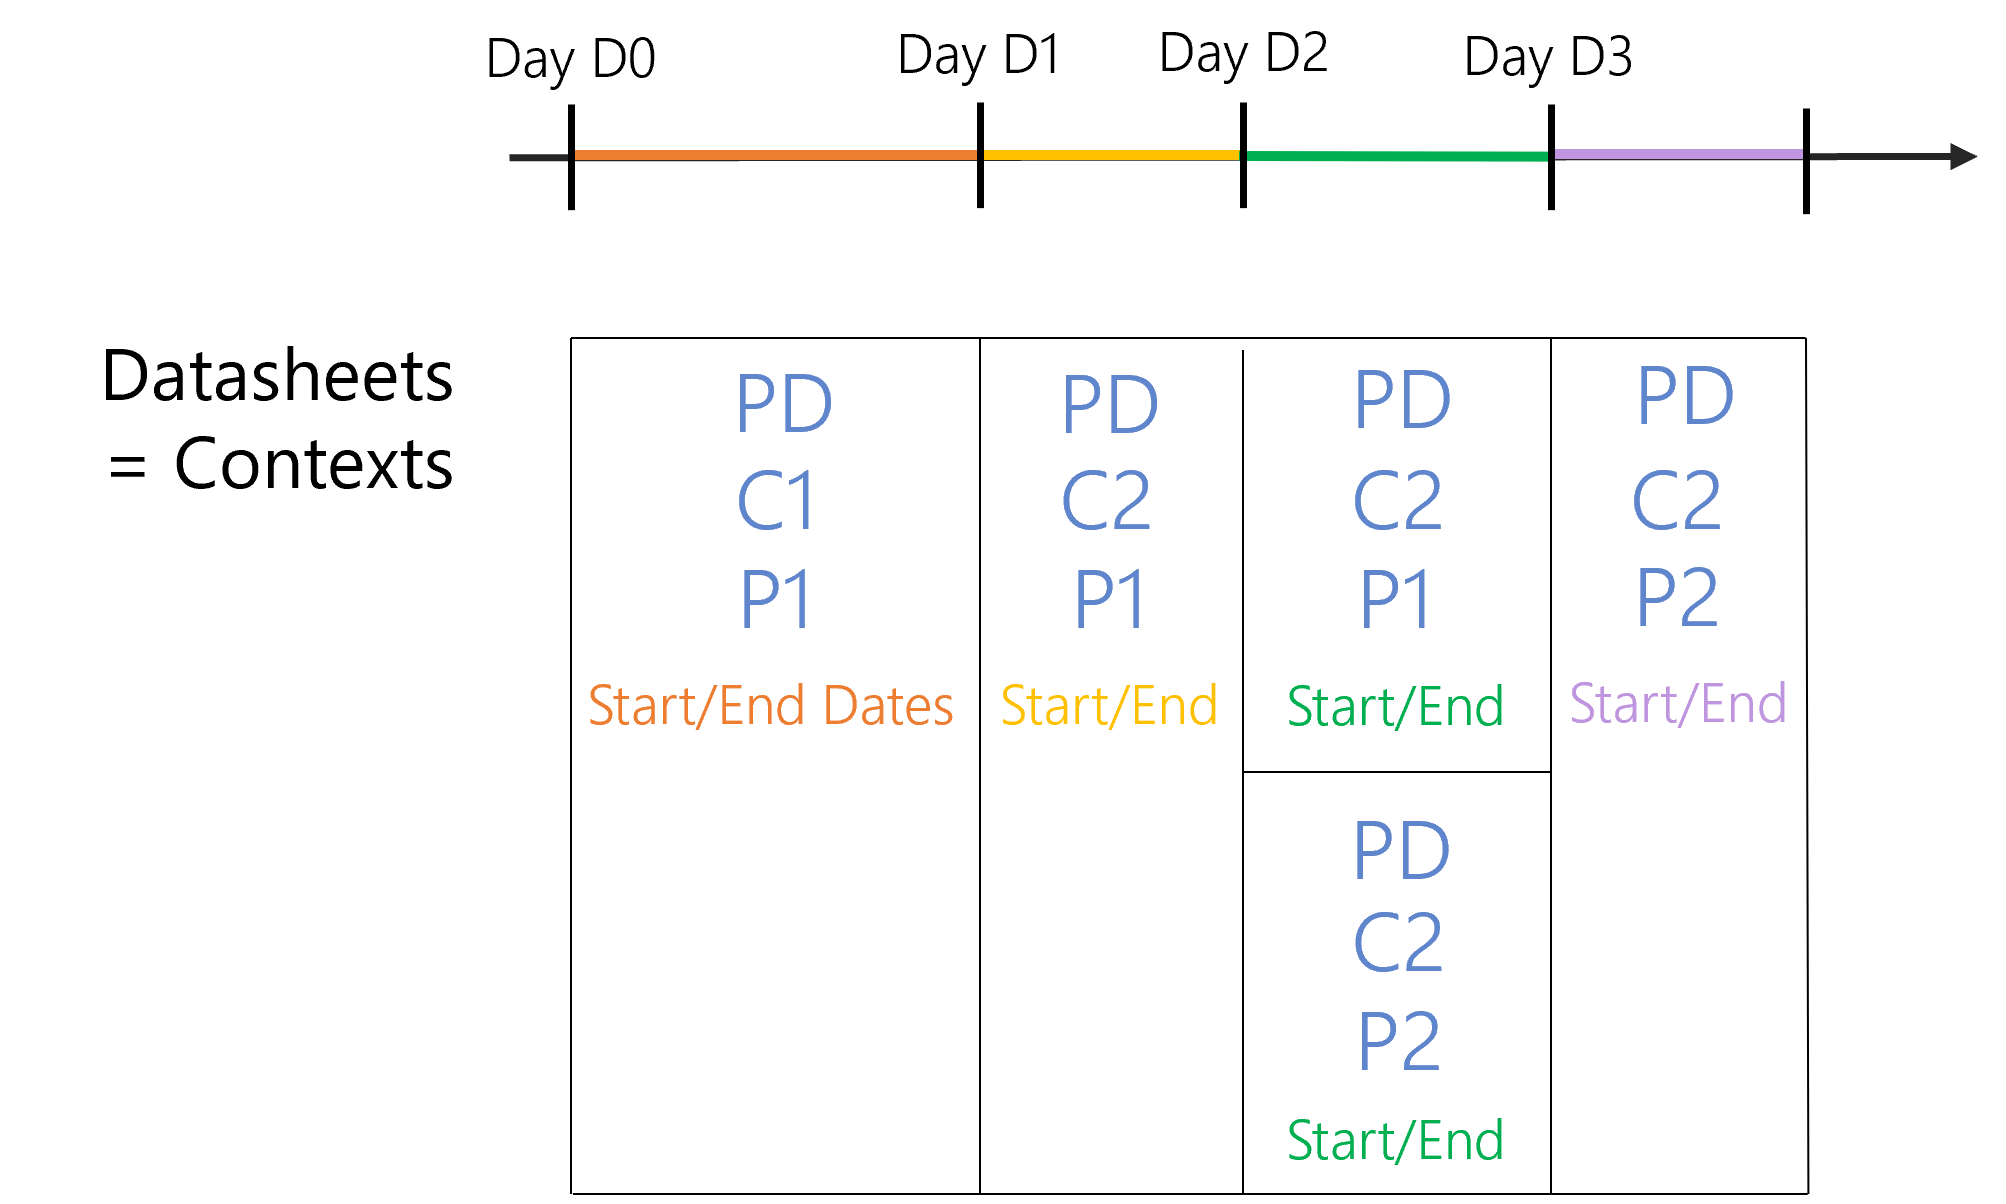 Day D0
Day D1
Day D2
Day D3
Datasheets
= Contexts
PD
C1
P1
Start/End Dates
PD
C2
P1
Start/End
PD
C2
P1
Start/End
PD
C2
P2
Start/End
PD
C2
P2
Start/End